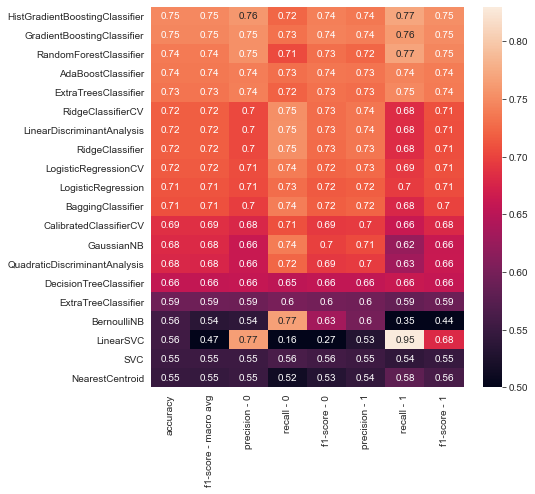 HistGradientBoostingClassifier 0.75 0.75 0.76 0.72 0.74 0.74 0.77 0.75
GradientBoostingClassifier 0.75 0.75 0.75 0.73 0.74 0.74 0.76 0.75
RandomForestClassifier 0.74 0.74 0.75 0.71 0.73 0.72 0.77 0.75
AdaBoostClassifier 0.74 0.74 0.74 0.73 0.74 0.73 0.74 0.74
ExtraTreesClassifier 0.73 0.73 0.74 0.72 0.73 0.73 0.75 0.74
RidgeClassifierCV 0.72 0.72 0.7 0.75 0.73 0.74 0.68 0.71
LinearDiscriminantAnalysis 0.72 0.72 0.7 0.75 0.73 0.74 0.68 0.71
RidgeClassifier 0.72 0.72 0.7 0.75 0.73 0.73 0.68 0.71
LogisticRegressionCV 0.72 0.72 0.71 0.74 0.72 0.73 0.69 0.71
LogisticRegression 0.71 0.71 0.71 0.73 0.72 0.72 0.7 0.71
BaggingClassifier 0.71 0.71 0.7 0.74 0.72 0.72 0.68 0.7
CalibratedClassifierCV 0.69 0.69 0.68 0.71 0.69 0.7 0.66 0.68
GaussianNB 0.68 0.68 0.66 0.74 0.7 0.71 0.62 0.66
QuadraticDiscriminantAnalysis 0.68 0.68 0.66 0.72 0.69 0.7 0.63 0.66
DecisionTreeClassifier 0.66 0.66 0.66 0.65 0.66 0.66 0.66 0.66
ExtraTreeClassifier 0.59 0.59 0.59 0.6 0.6 0.6 0.59 0.59
BernoulliNB 0.56 0.54 0.54 0.77 0.63 0.6 0.35 0.44
LinearSVC 0.56 0.47 0.77 0.16 0.27 0.53 0.95 0.68
SVC 0.55 0.55 0.55 0.56 0.56 0.55 0.54 0.55
NearestCentroid 0.55 0.55 0.55 0.52 0.53 0.54 0.58 0.56
accuracy
f1-score - macro avg
precision - 0
recall - 0
f1-score - 0
precision - 1
recall - 1
f1-score - 1
0.80
0.75
0.70
0.65
0.60
0.55
0.50